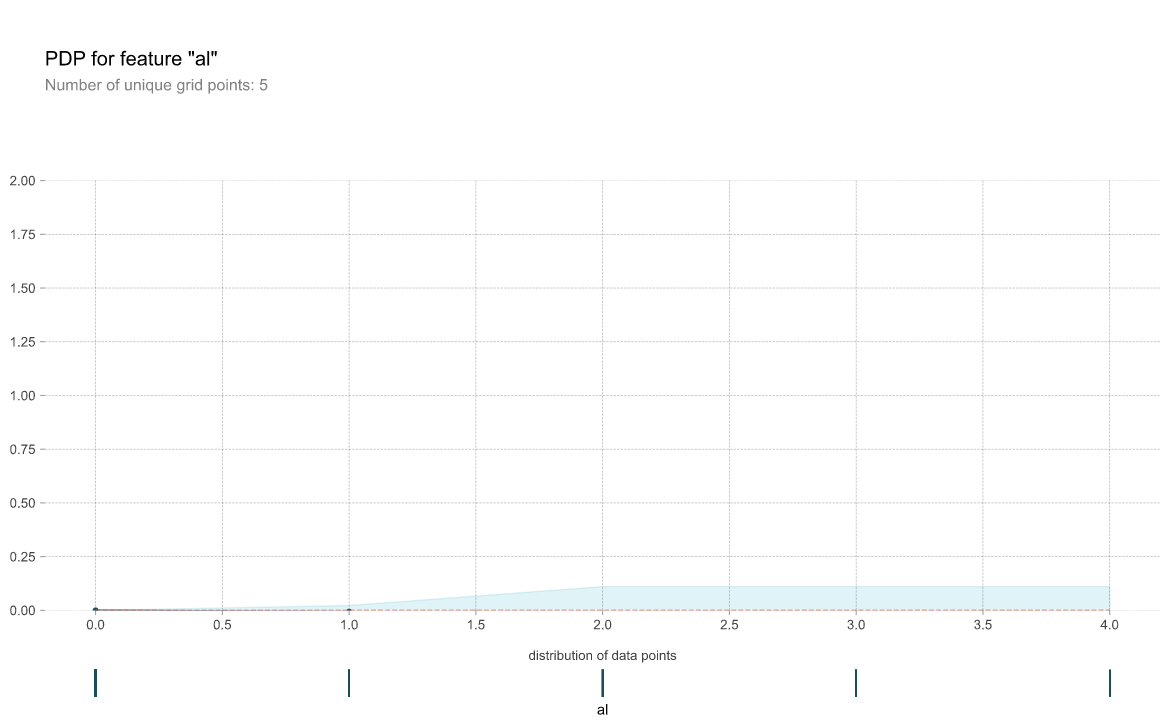 PDP for feature "al"
Number of unique grid points: 5
2.00
1.75
1.50
1.25
1.00
0.75
0.50
0.25
0.00
0.0 0.5 1.0 1.5 2.0 2.5 3.0 3.5 4.0
distribution of data points
al